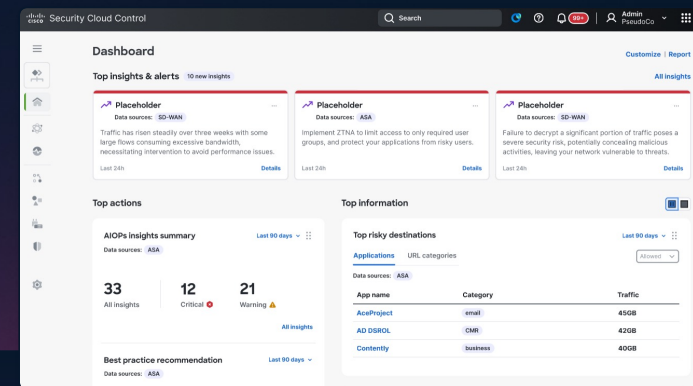 cisco Security Cloud Control
Search
99+
Admin
PseudoCo
Dashboard
Customize | Report
Top insights & alerts 10 new insights
All insights
Placeholder ...
Data sources: SD-WAN
Traffic has risen steadily over three weeks with some
large flows consuming excessive bandwidth,
necessitating intervention to avoid performance issues.
Last 24h Details
Placeholder ...
Data sources: ASA
Implement ZTNA to limit access to only required user
groups, and protect your applications from risky users.
Last 24h Details
Placeholder ...
Data sources: SD-WAN
Failure to decrypt a significant portion of traffic poses a
severe security risk, potentially concealing malicious
activities, leaving your network vulnerable to threats.
Last 24h Details
Top actions
AIOPs insights summary Last 90 days
Data sources: ASA
33 12 21
All insights Critical Warning
All insights
Best practice recommendation Last 90 days
Data sources: ASA
Top information
Top risky destinations Last 90 days
Applications URL categories
Allowed
Data sources: ASA
App name Category Traffic
AceProject email 45GB
AD DSROL CMR 42GB
Contently business 40GB